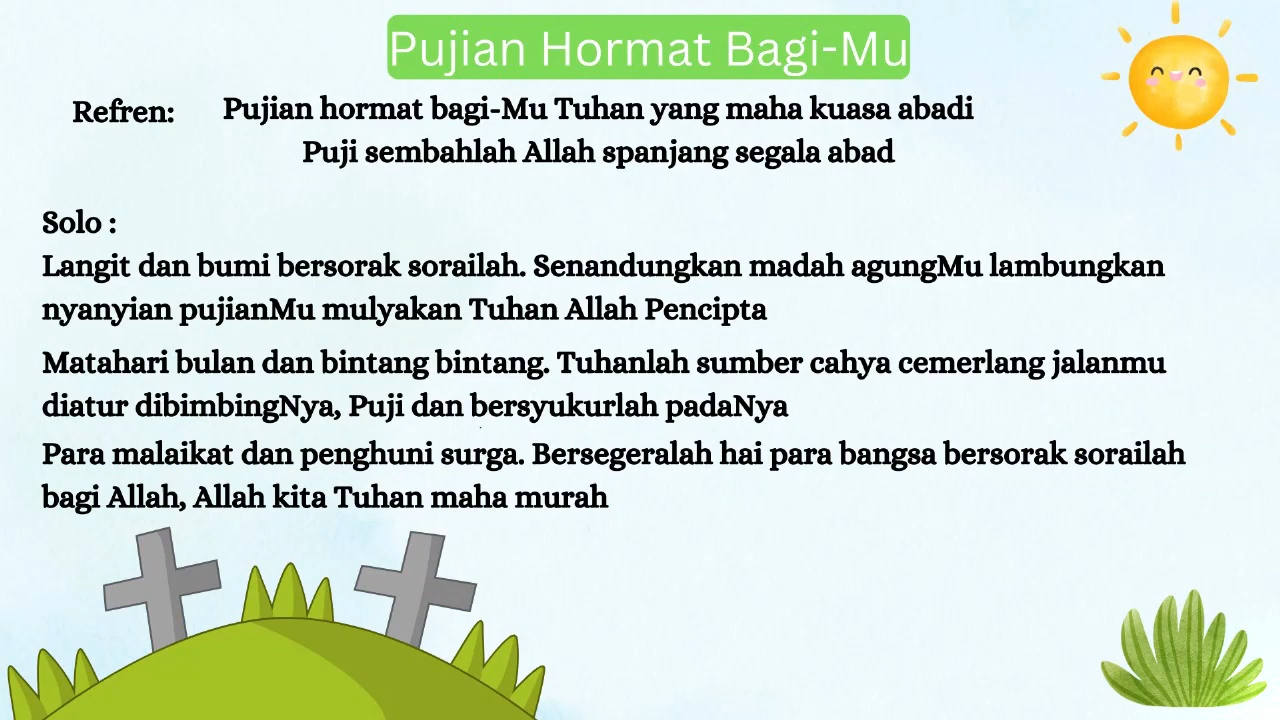 Pujian Hormat Bagi-Mu
Refren: Pujian hormat bagi-Mu Tuhan yang maha kuasa abadi
Puji sembahlah Allah spanjang segala abad
Solo :
Langit dan bumi bersorak sorailah. Senandungkan madah agungMu lambungkan
nyanyian pujianMu mulyakan Tuhan Allah Pencipta
Matahari bulan dan bintang bintang. Tuhanlah sumber cahya cemerlang jalanmu
diatur dibimbingNya, Puji dan bersyukurlah padaNya
Para malaikat dan penghuni surga. Bersegeralah hai para bangsa bersorak sorailah
bagi Allah, Allah kita Tuhan maha murah